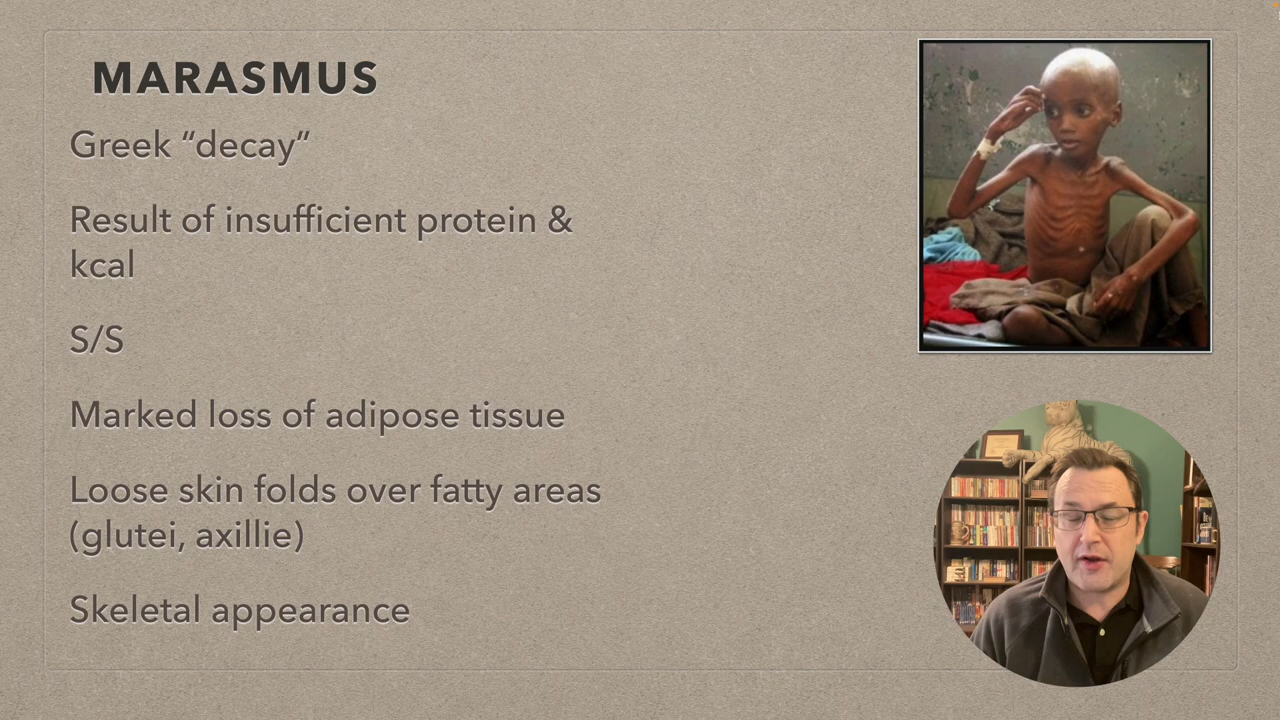 MARASMUS
Greek “decay”
Result of insufficient protein &
kcal
S/S
Marked loss of adipose tissue
Loose skin folds over fatty areas
(glutei, axillie)
Skeletal appearance